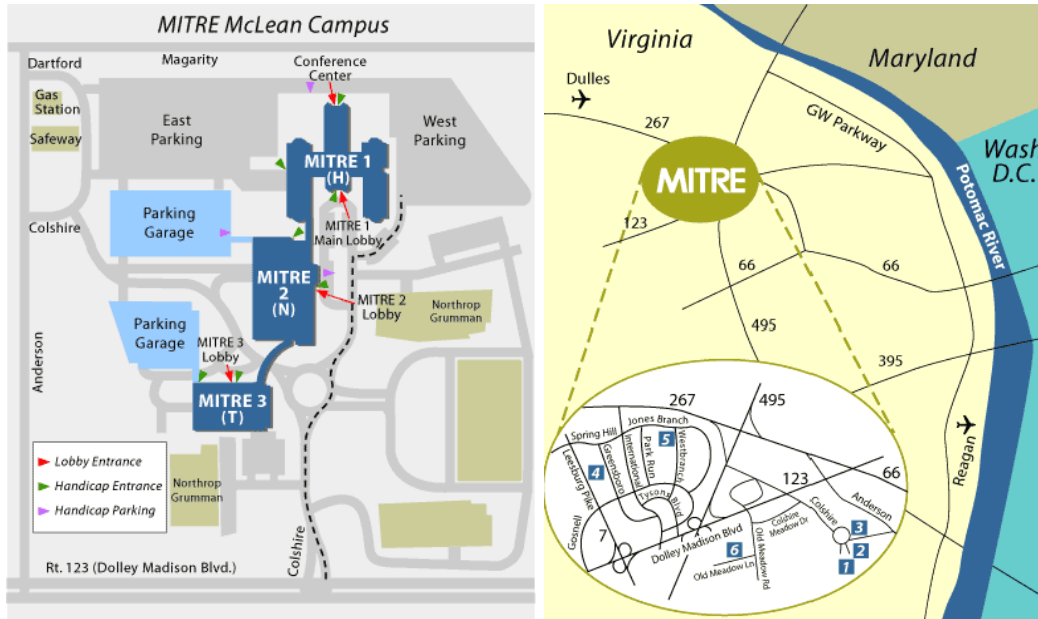 MITRE McLean Campus
Dartford
Magarity
Conference
Center
Gas
Station
Safeway
East
Parking
West
Parking
MITRE 1
(H)
Parking
Garage
Colshire
MITRE 1
Main Lobby
MITRE
2
(N)
MITRE 2
Lobby
Northrop
Grumman
Parking
Garage
MITRE 3
Lobby
Anderson
MITRE 3
(T)
Lobby Entrance
Handicap Entrance
Handicap Parking
Northrop
Grumman
Colshire
Rt. 123 (Dolley Madison Blvd.)
Virginia
Maryland
Dulles
267
GW Parkway
Wash
D.C.
MITRE
Potomac River
123
66
66
495
395
Reagan
267
495
Jones Branch
Spring Hill
5
International
Park Run
Westbranch
4
Greensboro
Leesburg Pike
66
123
Tysons Blvd
Colshire
Anderson
Gosnell
7
Dolley Madison Blvd
Colshire
Meadow Dr
3
2
1
6
Old Meadow Ln
Old Meadow Rd